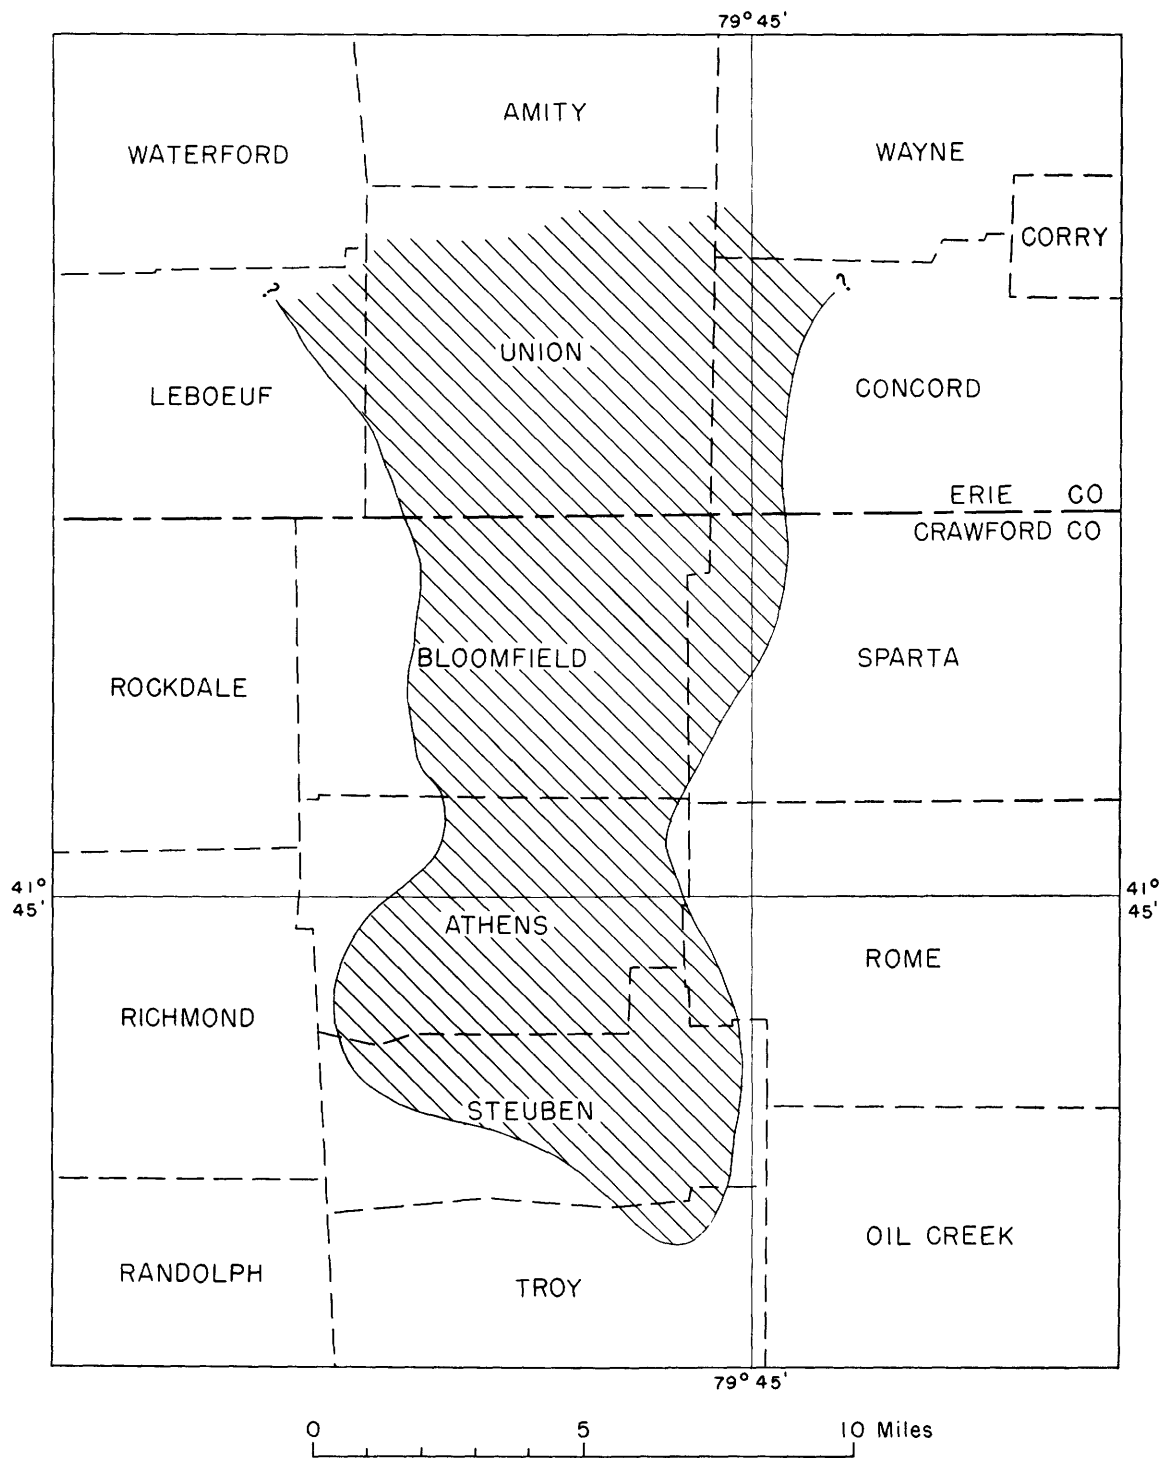 79° 45'
AMITY
WATERFORD
WAYNE
CORRY
?
?
UNION
LEBOEUF
CONCORD
ERIE CO
CRAWFORD CO
BLOOMFIELD
SPARTA
ROCKDALE
41°
45'
41°
45'
ATHENS
ROME
RICHMOND
STEUBEN
OIL CREEK
RANDOLPH
TROY
79° 45'
0 5 10 Miles